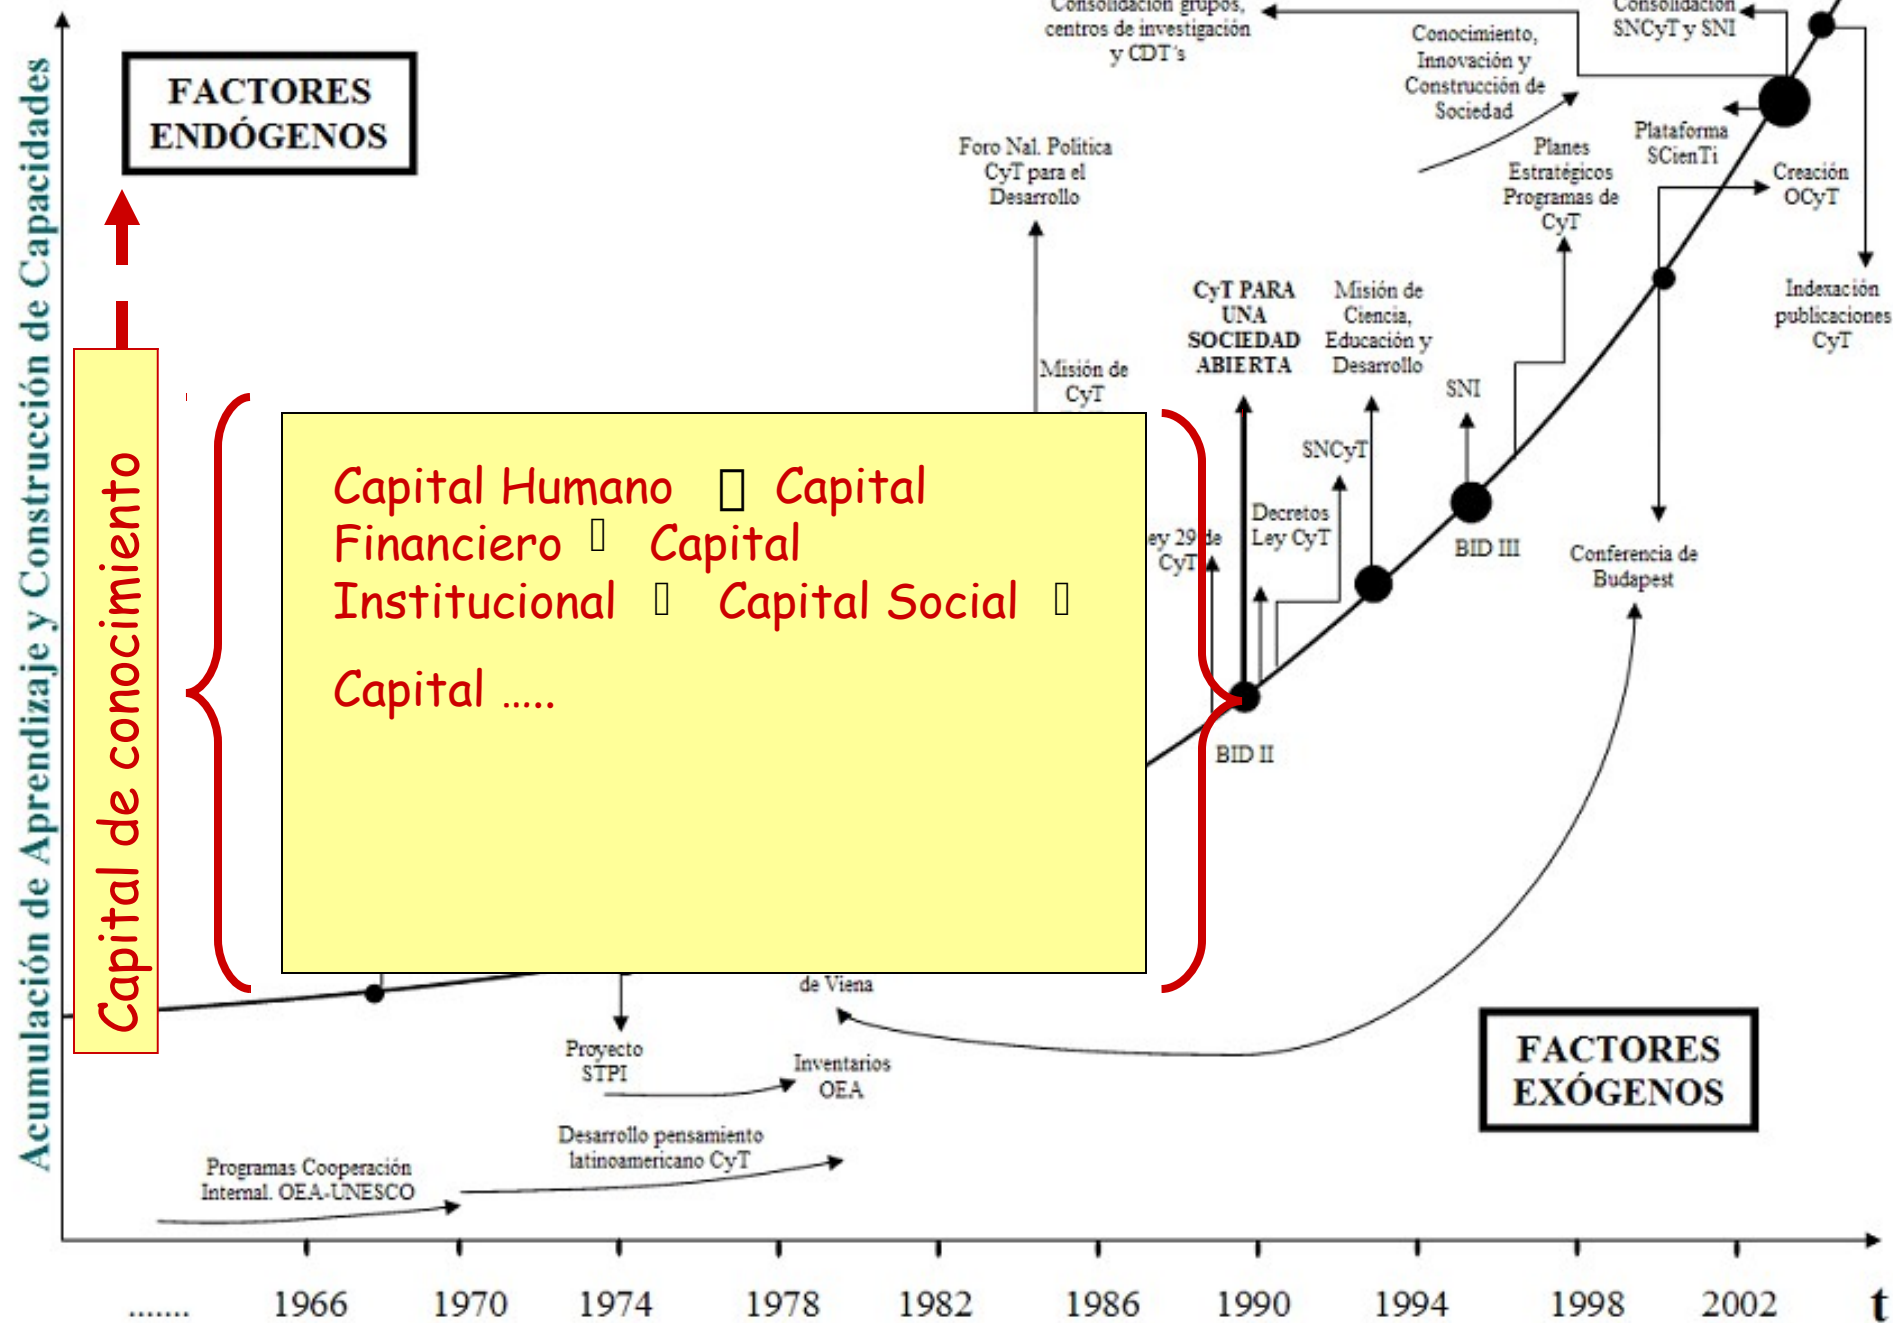 Acumulación de Aprendizaje y Construcción de Capacidades
FACTORES
ENDÓGENOS
Capital de conocimiento
Consolidación grupos,
centros de investigación
y CDT's
Conocimiento,
Innovación y
Construcción de
Sociedad
Consolidación
SNCyT y SNI
Plataforma
SCienTi
Creación
OCyT
Planes
Estratégicos
Programas de
CyT
Indexación
publicaciones
CyT
Foro Nal. Politica
CyT para el
Desarrollo
CyT PARA
UNA
SOCIEDAD
ABIERTA
Misión de
Ciencia,
Educación y
Desarrollo
Misión de
CyT
SNI
SNCyT
Decretos
Ley CyT
ey 29 de
CyT
BID III
BID II
Conferencia de
Budapest
Capital Humano Capital
Financiero Capital
Institucional Capital Social
Capital .....
de Viena
Proyecto
STPI
Inventarios
OEA
Desarrollo pensamiento
latinoamericano CyT
Programas Cooperación
Internal. OEA-UNESCO
FACTORES
EXÓGENOS
....... 1966 1970 1974 1978 1982 1986 1990 1994 1998 2002 t